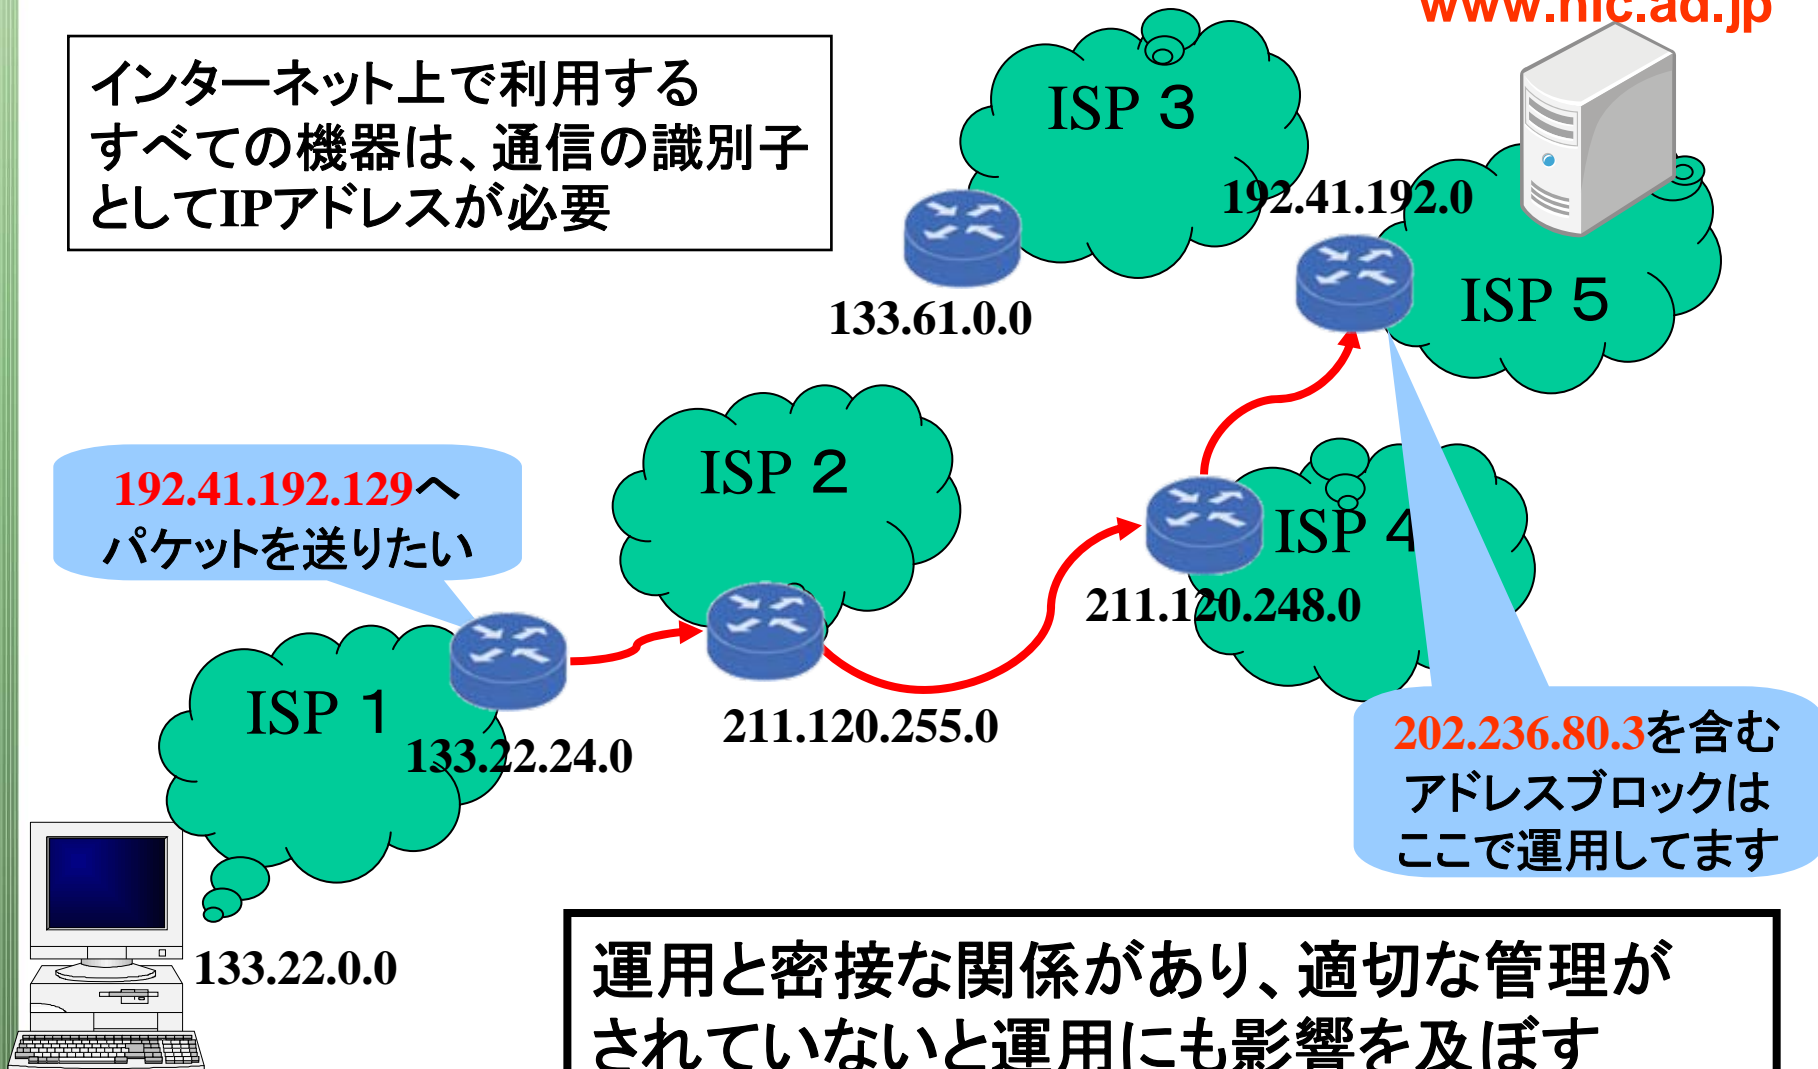 www.nic.ad.jp
インターネット上で利用する
すべての機器は、通信の識別子
としてIPアドレスが必要
ISP 3
192.41.192.0
ISP 5
133.61.0.0
ISP 2
192.41.192.129へ
パケットを送りたい
ISP 4
211.120.248.0
ISP 1
133.22.24.0
211.120.255.0
202.236.80.3を含む
アドレスブロックは
ここで運用してます
133.22.0.0
運用と密接な関係があり、適切な管理が
されていないと運用にも影響を及ぼす